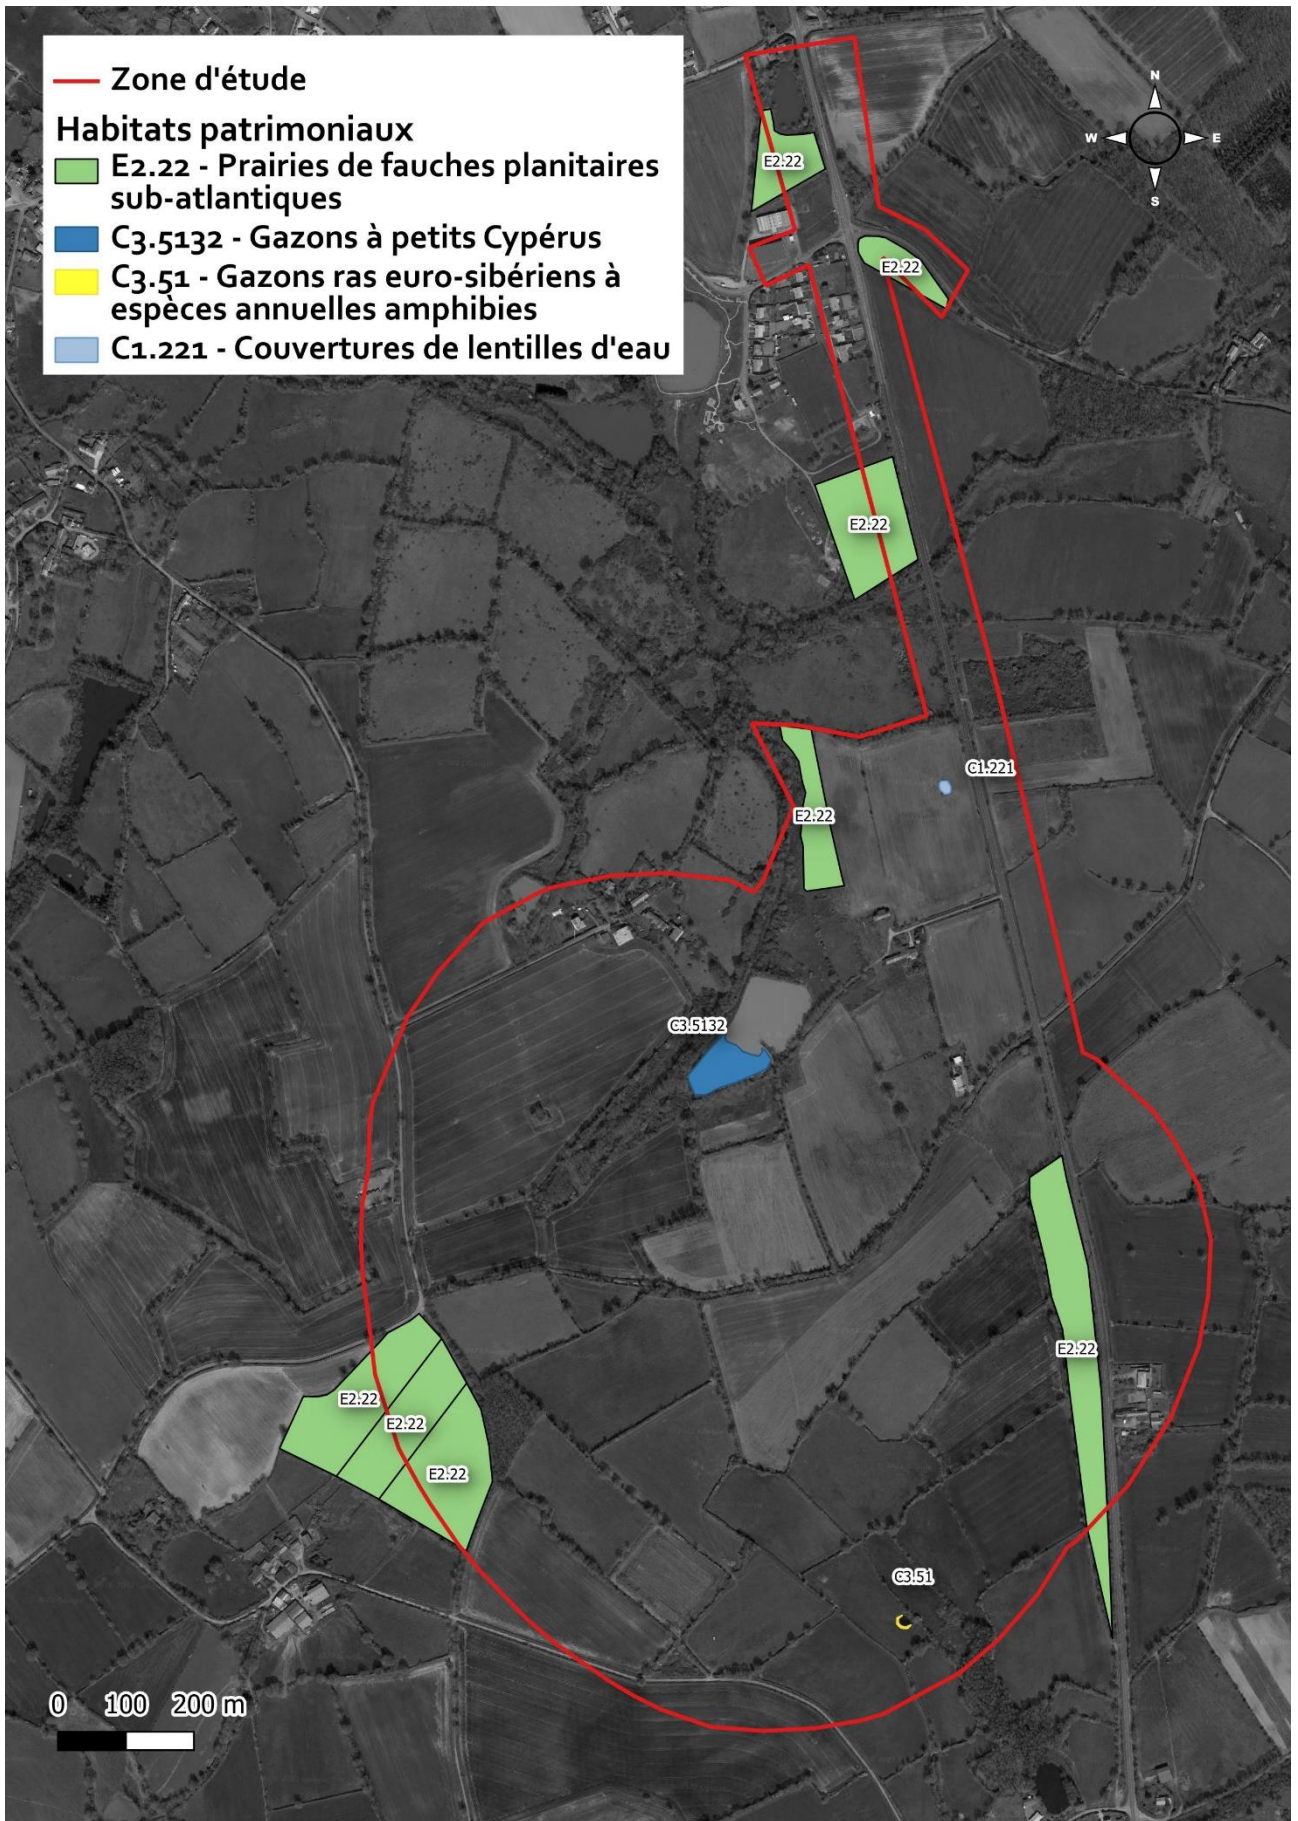 Zone d'étude
Habitats patrimoniaux
E2.22 - Prairies de fauches planitaires
sub-atlantiques
C3.5132 - Gazons à petits Cypérus
C3.51 - Gazons ras euro-sibériens à
espèces annuelles amphibies
C1.221 - Couvertures de lentilles d'eau
N
W E
S
E2.22
E2.22
E2.22
C1.221
E2.22
C3.5132
E2.22
E2.22
E2.22
E2.22
C3.51
0 100 200 m